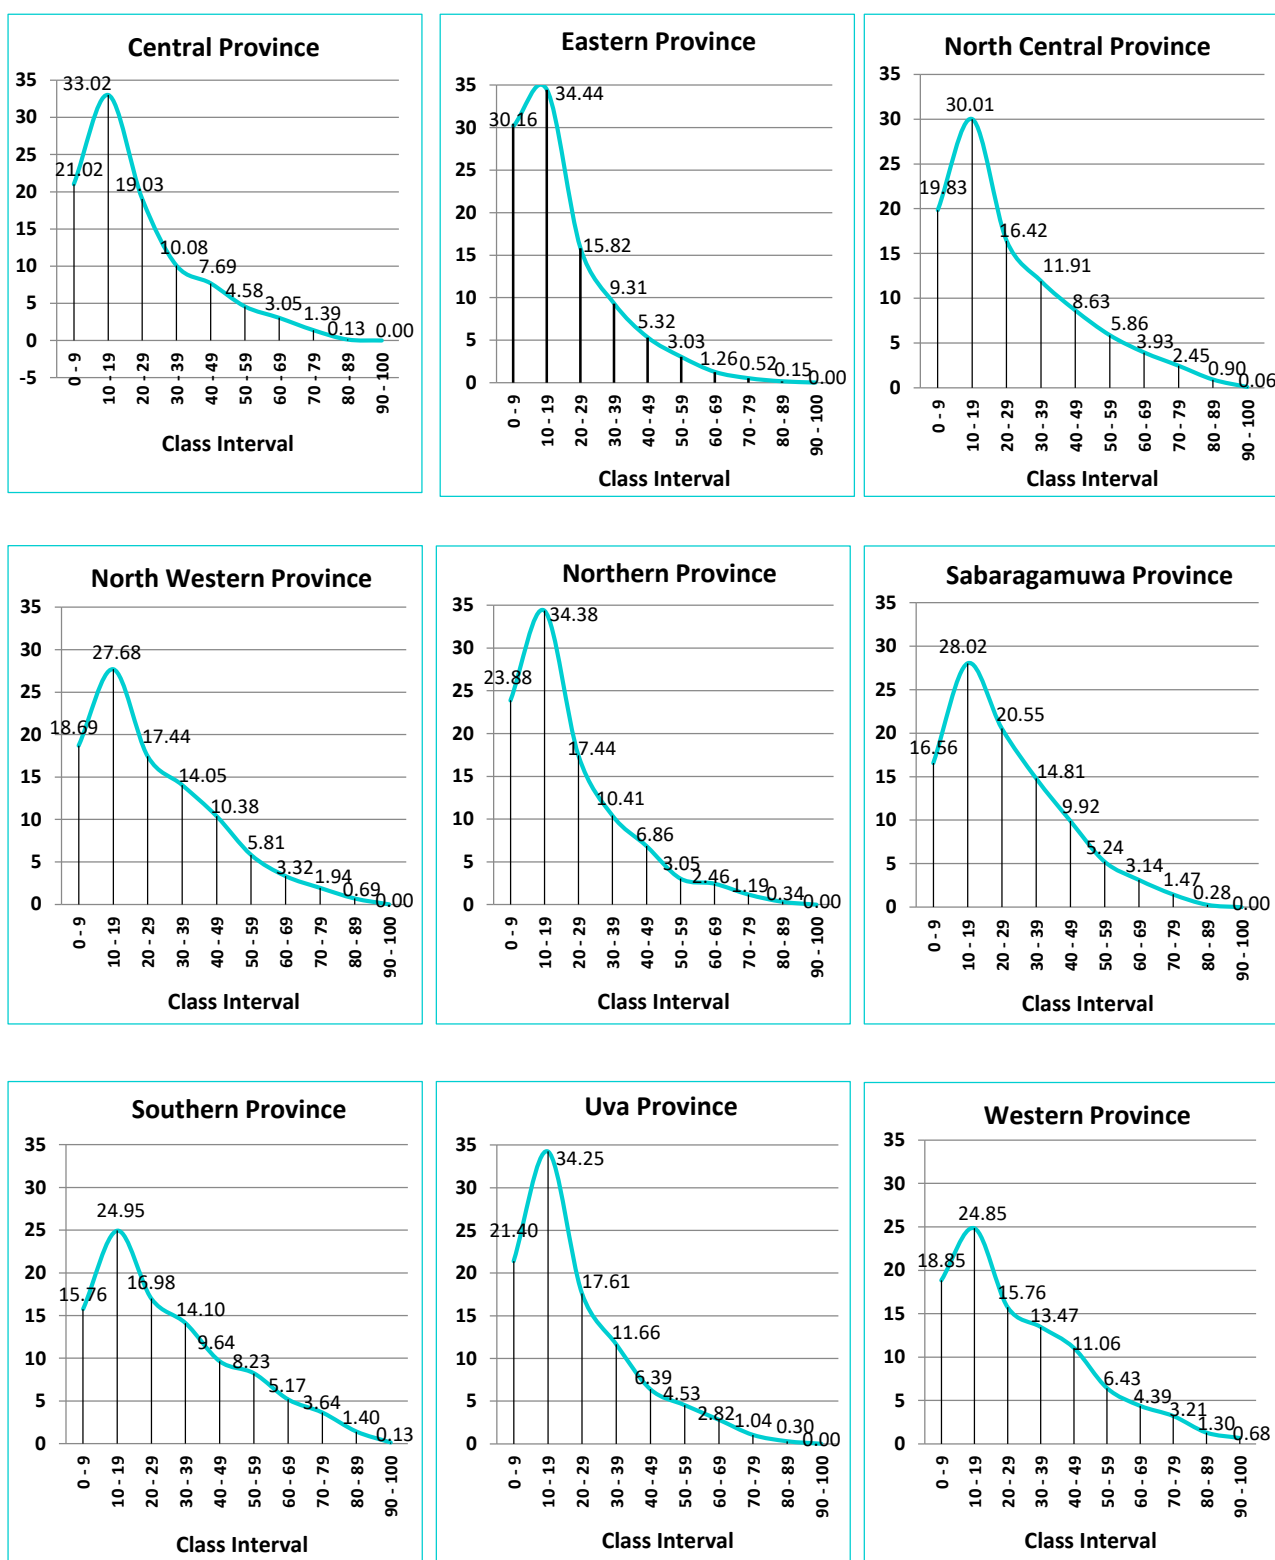 Central Province
35
30
25
20
15
10
5
0
-5
33.02
21.02
19.03
10.08
7.69
4.58
3.05
1.39
0.13
0.00
0 - 9
10 - 19
20 - 29
30 - 39
40 - 49
50 - 59
60 - 69
70 - 79
80 - 89
90 - 100
Class Interval
Eastern Province
35
30
25
20
15
10
5
0
30.16
34.44
15.82
9.31
5.32
3.03
1.26
0.52
0.15
0.00
0 - 9
10 - 19
20 - 29
30 - 39
40 - 49
50 - 59
60 - 69
70 - 79
80 - 89
90 - 100
Class Interval
North Central Province
35
30
25
20
15
10
5
0
19.83
30.01
16.42
11.91
8.63
5.86
3.93
2.45
0.90
0.06
0 - 9
10 - 19
20 - 29
30 - 39
40 - 49
50 - 59
60 - 69
70 - 79
80 - 89
90 - 100
Class Interval
North Western Province
35
30
25
20
15
10
5
0
18.69
27.68
17.44
14.05
10.38
5.81
3.32
1.94
0.69
0.00
0 - 9
10 - 19
20 - 29
30 - 39
40 - 49
50 - 59
60 - 69
70 - 79
80 - 89
90 - 100
Class Interval
Northern Province
35
30
25
20
15
10
5
0
23.88
34.38
17.44
10.41
6.86
3.05
2.46
1.19
0.34
0.00
0 - 9
10 - 19
20 - 29
30 - 39
40 - 49
50 - 59
60 - 69
70 - 79
80 - 89
90 - 100
Class Interval
Sabaragamuwa Province
35
30
25
20
15
10
5
0
16.56
28.02
20.55
14.81
9.92
5.24
3.14
1.47
0.28
0.00
0 - 9
10 - 19
20 - 29
30 - 39
40 - 49
50 - 59
60 - 69
70 - 79
80 - 89
90 - 100
Class Interval
Southern Province
35
30
25
20
15
10
5
0
15.76
24.95
16.98
14.10
9.64
8.23
5.17
3.64
1.40
0.13
0 - 9
10 - 19
20 - 29
30 - 39
40 - 49
50 - 59
60 - 69
70 - 79
80 - 89
90 - 100
Class Interval
Uva Province
35
30
25
20
15
10
5
0
21.40
34.25
17.61
11.66
6.39
4.53
2.82
1.04
0.30
0.00
0 - 9
10 - 19
20 - 29
30 - 39
40 - 49
50 - 59
60 - 69
70 - 79
80 - 89
90 - 100
Class Interval
Western Province
35
30
25
20
15
10
5
0
18.85
24.85
15.76
13.47
11.06
6.43
4.39
3.21
1.30
0.68
0 - 9
10 - 19
20 - 29
30 - 39
40 - 49
50 - 59
60 - 69
70 - 79
80 - 89
90 - 100
Class Interval